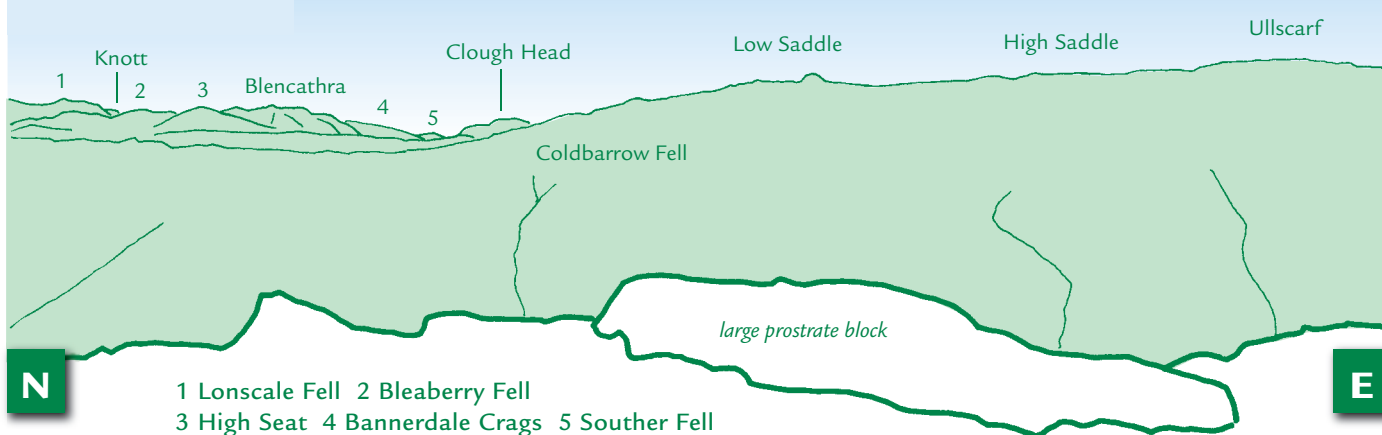 Ullscarf
Low Saddle
High Saddle
Clough Head
Knott
1
2
3
Blencathra
4
5
Coldbarrow Fell
large prostrate block
N
E
1 Lonscale Fell 2 Bleaberry Fell
3 High Seat 4 Bannerdale Crags 5 Souther Fell